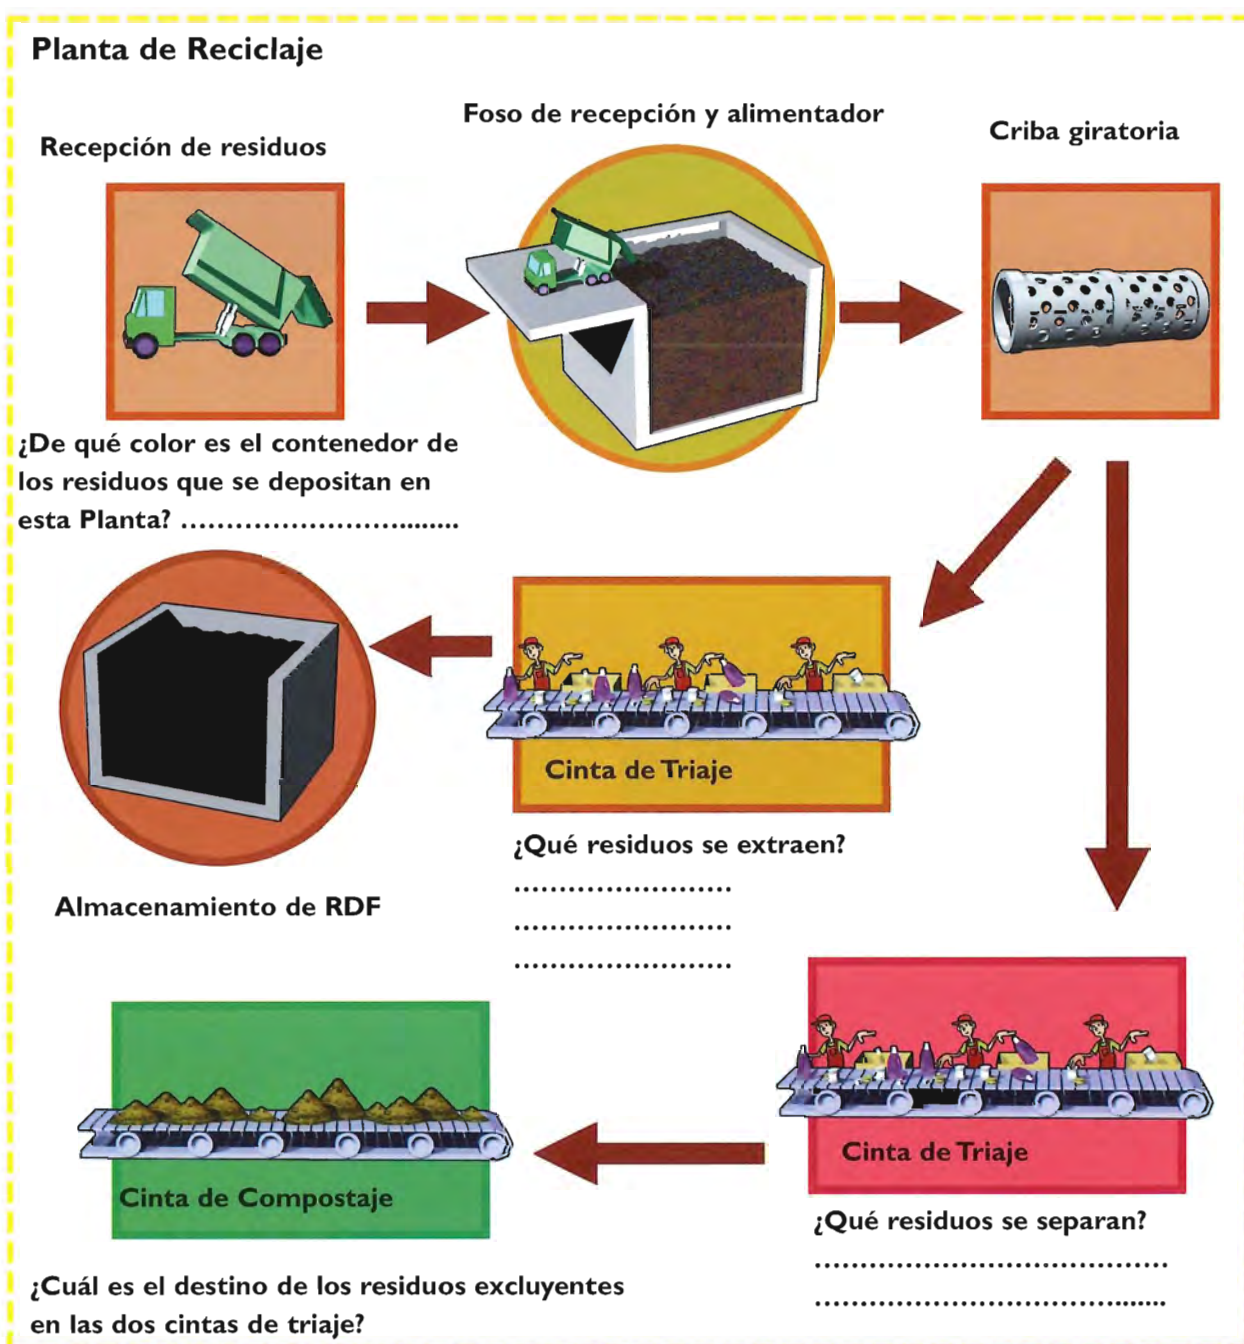 Planta de Reciclaje
Recepción de residuos
Foso de recepción y alimentador
Criba giratoria
¿De qué color es el contenedor de
los residuos que se depositan en
esta Planta? ................................
Cinta de Triaje
¿Qué residuos se extraen?
........................
........................
........................
Almacenamiento de RDF
Cinta de Triaje
¿Qué residuos se separan?
.......................................
.......................................
Cinta de Compostaje
¿Cuál es el destino de los residuos excluyentes
en las dos cintas de triaje?